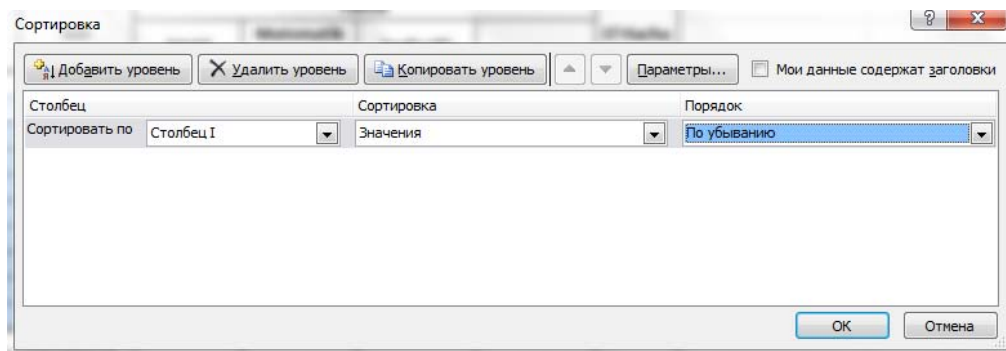 Сортировка
Добавить уровень Удалить уровень Копировать уровень Параметры... Мои данные содержат заголовки
Столбец Сортировка Порядок
Сортировать по Столбец I Значения По убыванию
OK Отмена